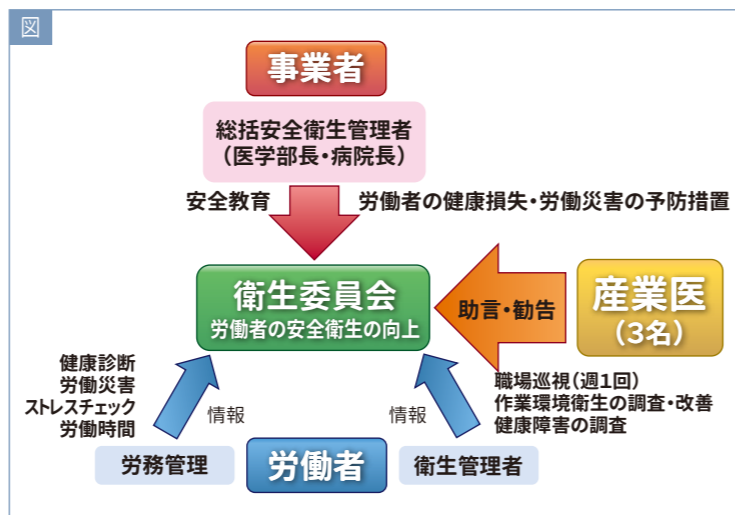 図
事業者
総括安全衛生管理者
（医学部長・病院長）
安全教育
労働者の健康損失・労働災害の予防措置
衛生委員会
労働者の安全衛生の向上
助言・勧告
産業医
（3名）
健康診断
労働災害
ストレスチェック
労働時間
情報
情報
職場巡視（週1回）
作業環境衛生の調査・改善
健康障害の調査
労務管理
労働者
衛生管理者